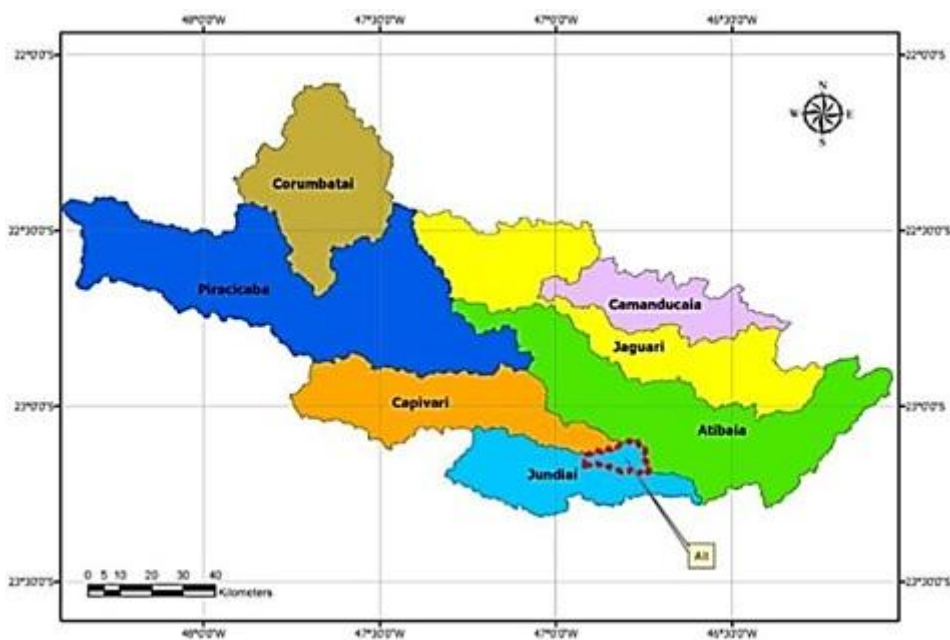 48°0'0"W 47°30'0"W 47°0'0"W 46°30'0"W
22°0'0"S 22°0'0"S
N
W E
S
Corumbatai
22°30'0"S 22°30'0"S
Piracicaba
Camanducaia
Jaguari
Capivari
23°0'0"S 23°0'0"S
Atibaia
Jundiai
AII
0 5 10 20 30 40
Kilometers
23°30'0"S 23°30'0"S
48°0'0"W 47°30'0"W 47°0'0"W 46°30'0"W